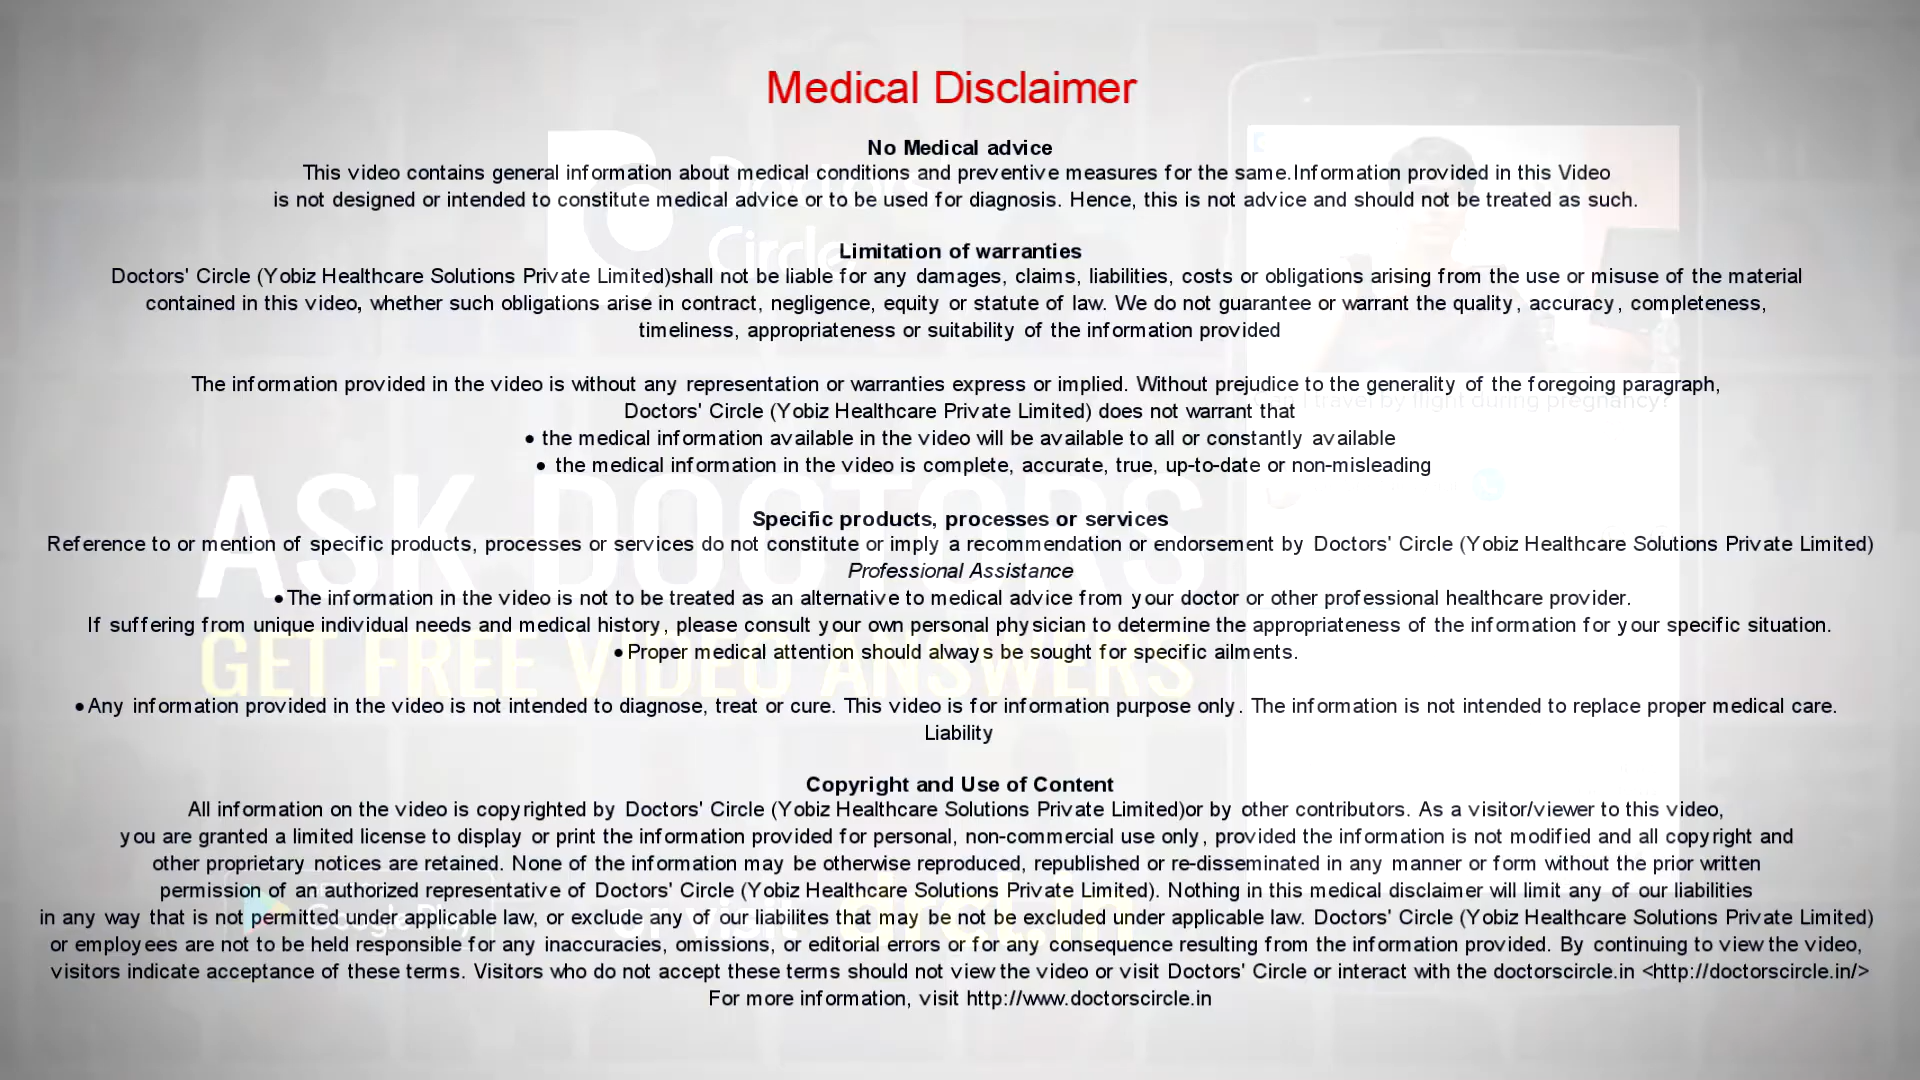 Medical Disclaimer
No Medical advice
This video contains general information about medical conditions and preventive measures for the same.Information provided in this Video
is not designed or intended to constitute medical advice or to be used for diagnosis. Hence, this is not advice and should not be treated as such.
Limitation of warranties
Doctors' Circle (Yobiz Healthcare Solutions Private Limited)shall not be liable for any damages, claims, liabilities, costs or obligations arising from the use or misuse of the material
contained in this video, whether such obligations arise in contract, negligence, equity or statute of law. We do not guarantee or warrant the quality, accuracy, completeness,
timeliness, appropriateness or suitability of the information provided
The information provided in the video is without any representation or warranties express or implied. Without prejudice to the generality of the foregoing paragraph,
Doctors' Circle (Yobiz Healthcare Private Limited) does not warrant that
• the medical information available in the video will be available to all or constantly available
• the medical information in the video is complete, accurate, true, up-to-date or non-misleading
Specific products, processes or services
Reference to or mention of specific products, processes or services do not constitute or imply a recommendation or endorsement by Doctors' Circle (Yobiz Healthcare Solutions Private Limited)
Professional Assistance
•The information in the video is not to be treated as an alternative to medical advice from your doctor or other professional healthcare provider.
If suffering from unique individual needs and medical history, please consult your own personal physician to determine the appropriateness of the information for your specific situation.
•Proper medical attention should always be sought for specific ailments.
•Any information provided in the video is not intended to diagnose, treat or cure. This video is for information purpose only. The information is not intended to replace proper medical care.
Liability
Copyright and Use of Content
All information on the video is copyrighted by Doctors' Circle (Yobiz Healthcare Solutions Private Limited)or by other contributors. As a visitor/viewer to this video,
you are granted a limited license to display or print the information provided for personal, non-commercial use only, provided the information is not modified and all copyright and
other proprietary notices are retained. None of the information may be otherwise reproduced, republished or re-disseminated in any manner or form without the prior written
permission of an authorized representative of Doctors' Circle (Yobiz Healthcare Solutions Private Limited). Nothing in this medical disclaimer will limit any of our liabilities
in any way that is not permitted under applicable law, or exclude any of our liabilites that may be not be excluded under applicable law. Doctors' Circle (Yobiz Healthcare Solutions Private Limited)
or employees are not to be held responsible for any inaccuracies, omissions, or editorial errors or for any consequence resulting from the information provided. By continuing to view the video,
visitors indicate acceptance of these terms. Visitors who do not accept these terms should not view the video or visit Doctors' Circle or interact with the doctorscircle.in <http://doctorscircle.in/>
For more information, visit http://www.doctorscircle.in
Doctors'
Circle
Can I travel by flight during pregnancy?
ASK DOCTORS
GET FREE VIDEO ANSWERS
Google Play
or visit drcl.in